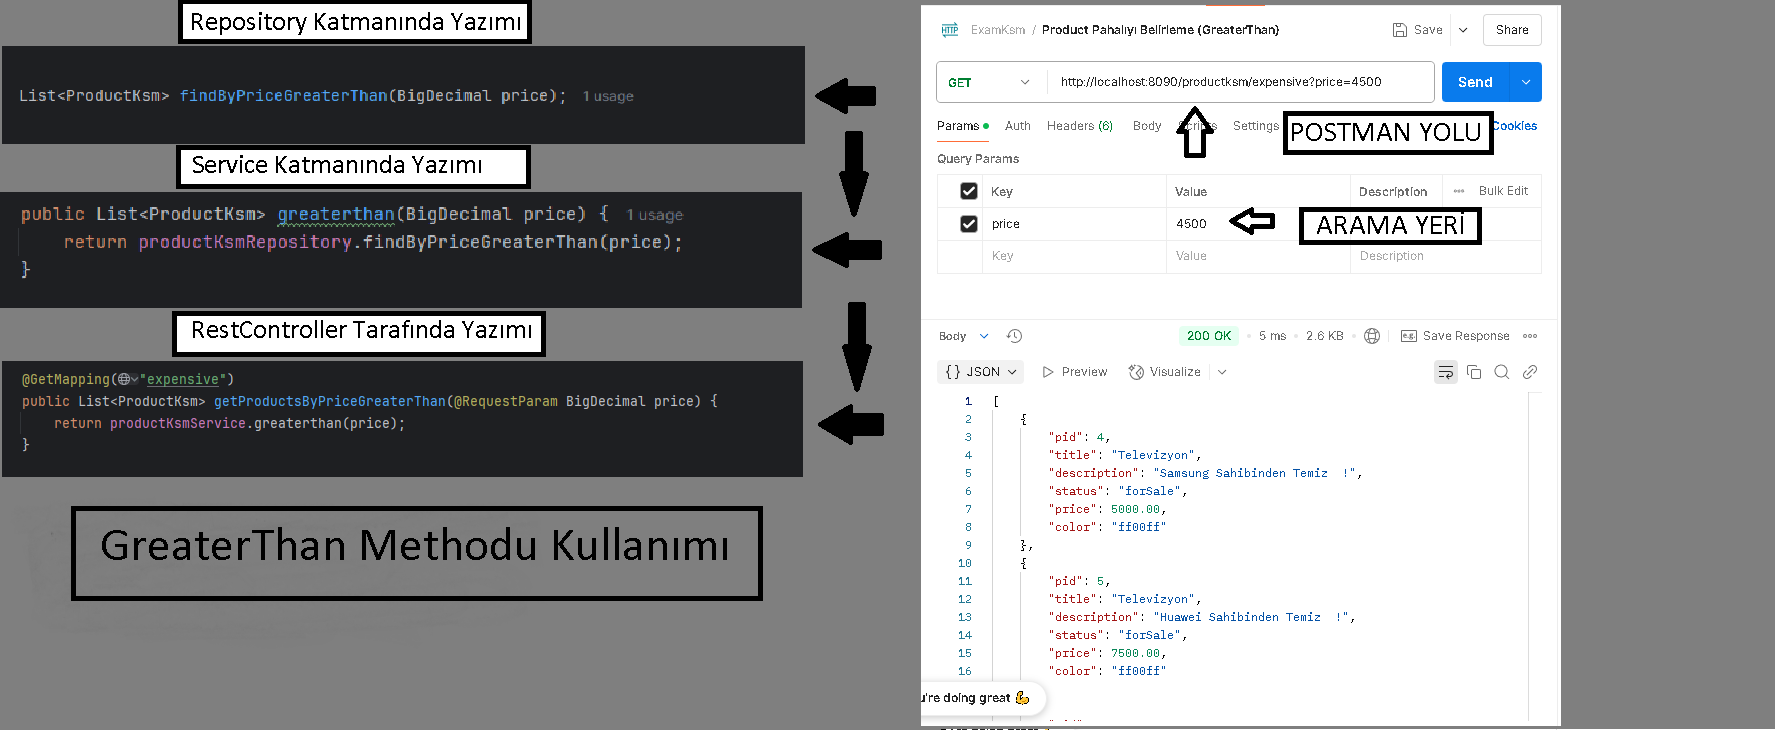 Repository Katmanında Yazımı
List<ProductKsm> findByPriceGreaterThan(BigDecimal price);  1 usage
Service Katmanında Yazımı
public List<ProductKsm> greaterthan(BigDecimal price) {  1 usage
    return productKsmRepository.findByPriceGreaterThan(price);
}
RestController Tarafında Yazımı
@GetMapping("expensive")
public List<ProductKsm> getProductsByPriceGreaterThan(@RequestParam BigDecimal price) {
    return productKsmService.greaterthan(price);
}
GreaterThan Methodu Kullanımı
HTTP ExamKsm / Product Pahalıyı Belirleme (GreaterThan) Save Share
GET http://localhost:8090/productksm/expensive?price=4500 Send
Params Auth Headers (6) Body Scripts Settings Cookies
POSTMAN YOLU
Query Params
Key Value Description Bulk Edit
price 4500
ARAMA YERİ
Key Value Description
Body 200 OK 5 ms 2.6 KB e.g. Save Response
{} JSON Preview Visualize
1 [
2 {
3 "pid": 4,
4 "title": "Televizyon",
5 "description": "Samsung Sahibinden Temiz  !",
6 "status": "forSale",
7 "price": 5000.00,
8 "color": "ff00ff"
9 },
10 {
11 "pid": 5,
12 "title": "Televizyon",
13 "description": "Huawei Sahibinden Temiz  !",
14 "status": "forSale",
15 "price": 7500.00,
16 "color": "ff00ff"
u're doing great 💪